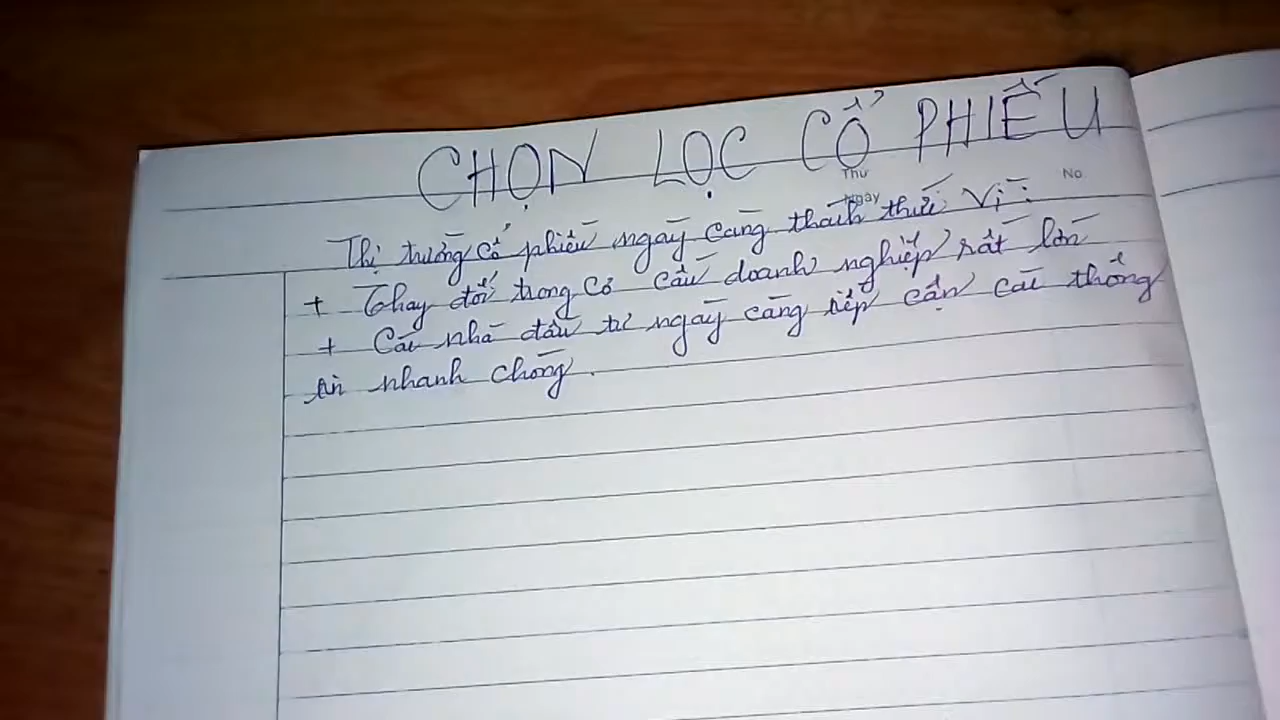 CHỌN LỌC CỔ PHIẾU
Thứ
Ngày
No
Thị trường cổ phiếu ngày càng thách thức vị:
+ Thay đổi trong cơ cấu doanh nghiệp rất lớn
+ Các nhà đầu tư ngày càng tiếp cận các thông
tin nhanh chóng.